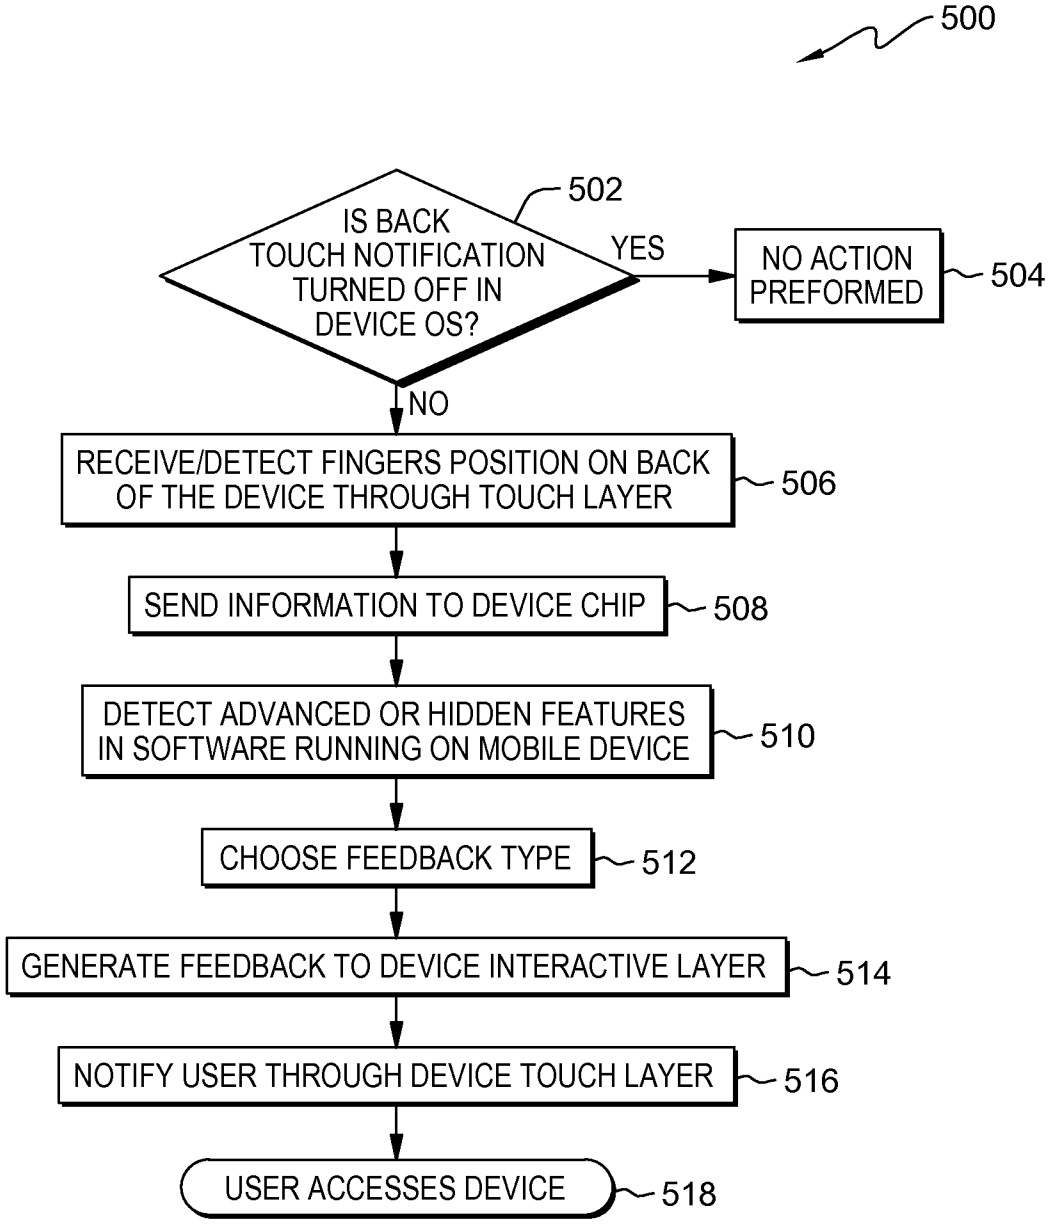 500
IS BACK
TOUCH NOTIFICATION
TURNED OFF IN
DEVICE OS?
502
YES
NO ACTION
PREFORMED
504
NO
RECEIVE/DETECT FINGERS POSITION ON BACK
OF THE DEVICE THROUGH TOUCH LAYER
506
SEND INFORMATION TO DEVICE CHIP
508
DETECT ADVANCED OR HIDDEN FEATURES
IN SOFTWARE RUNNING ON MOBILE DEVICE
510
CHOOSE FEEDBACK TYPE
512
GENERATE FEEDBACK TO DEVICE INTERACTIVE LAYER
514
NOTIFY USER THROUGH DEVICE TOUCH LAYER
516
USER ACCESSES DEVICE
518